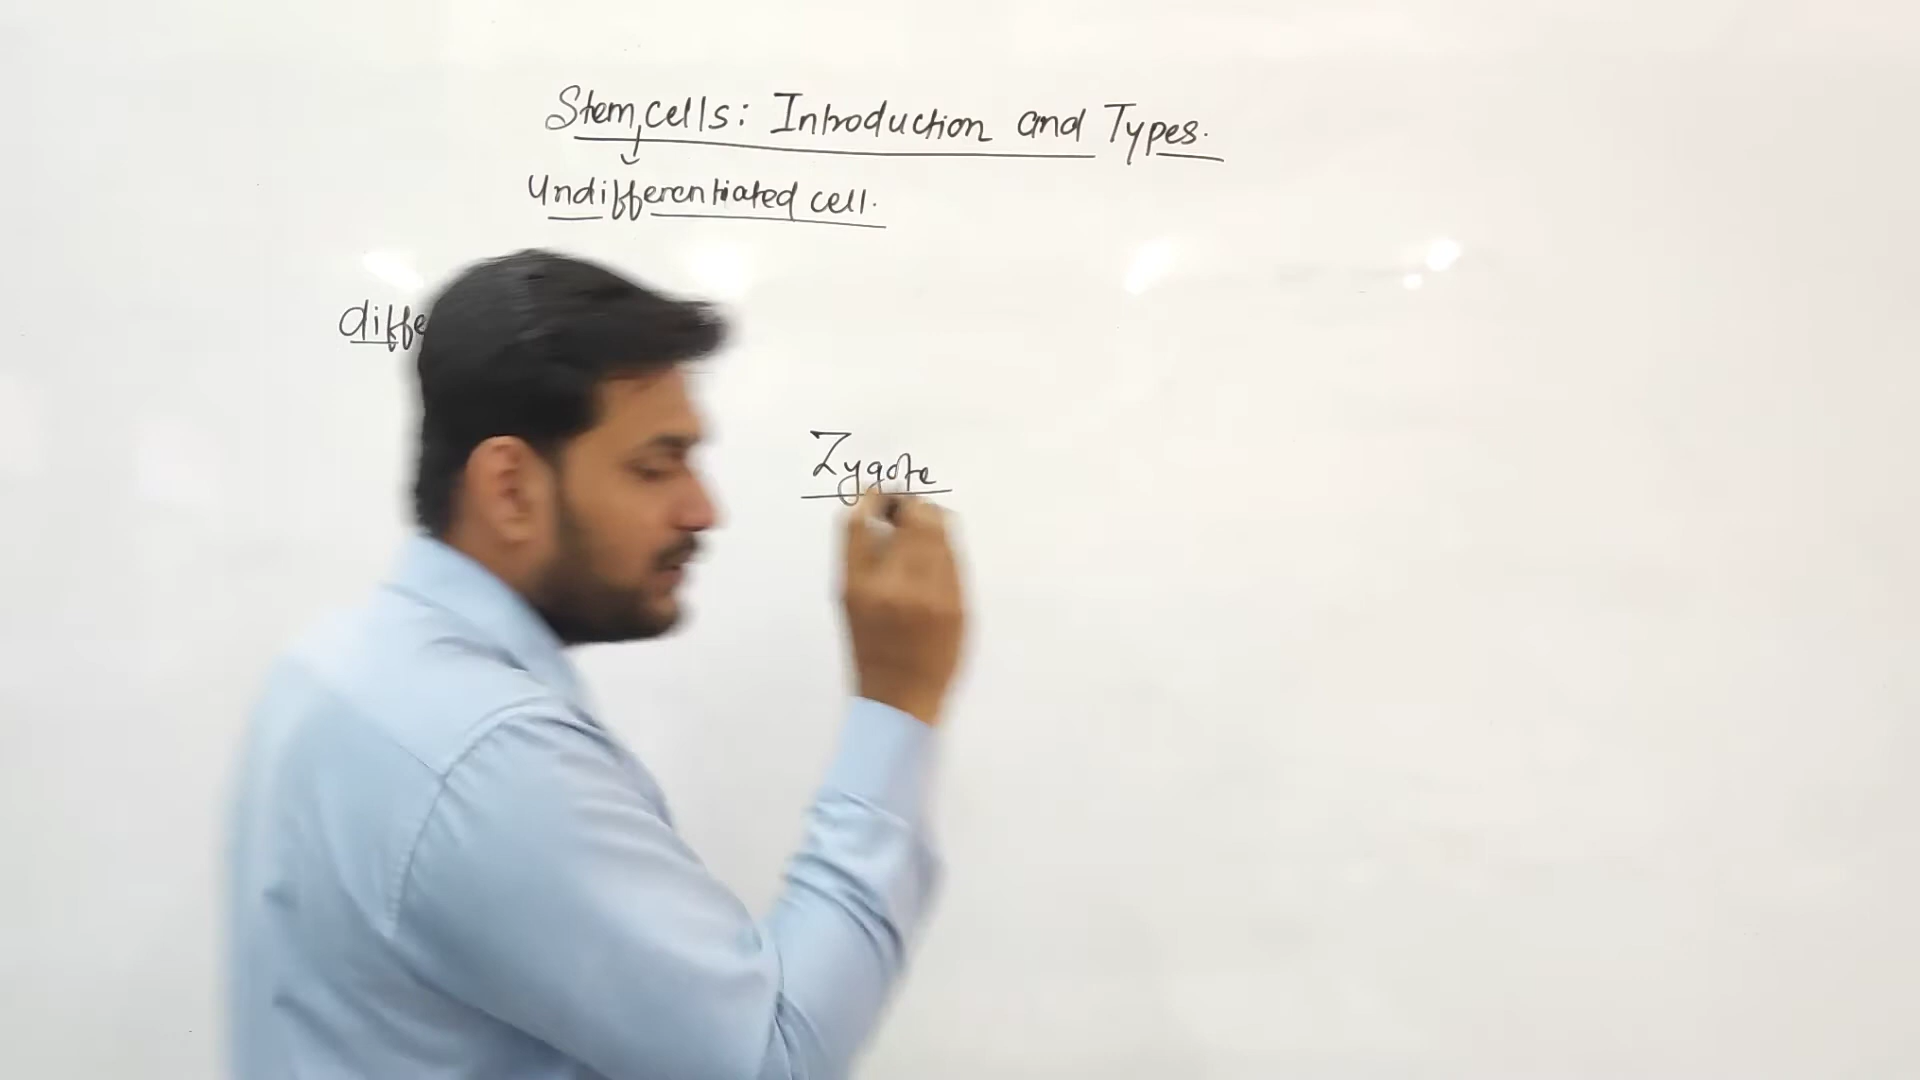 Stem cells: Introduction and Types.
Undifferentiated cell.
diffe
Zygote